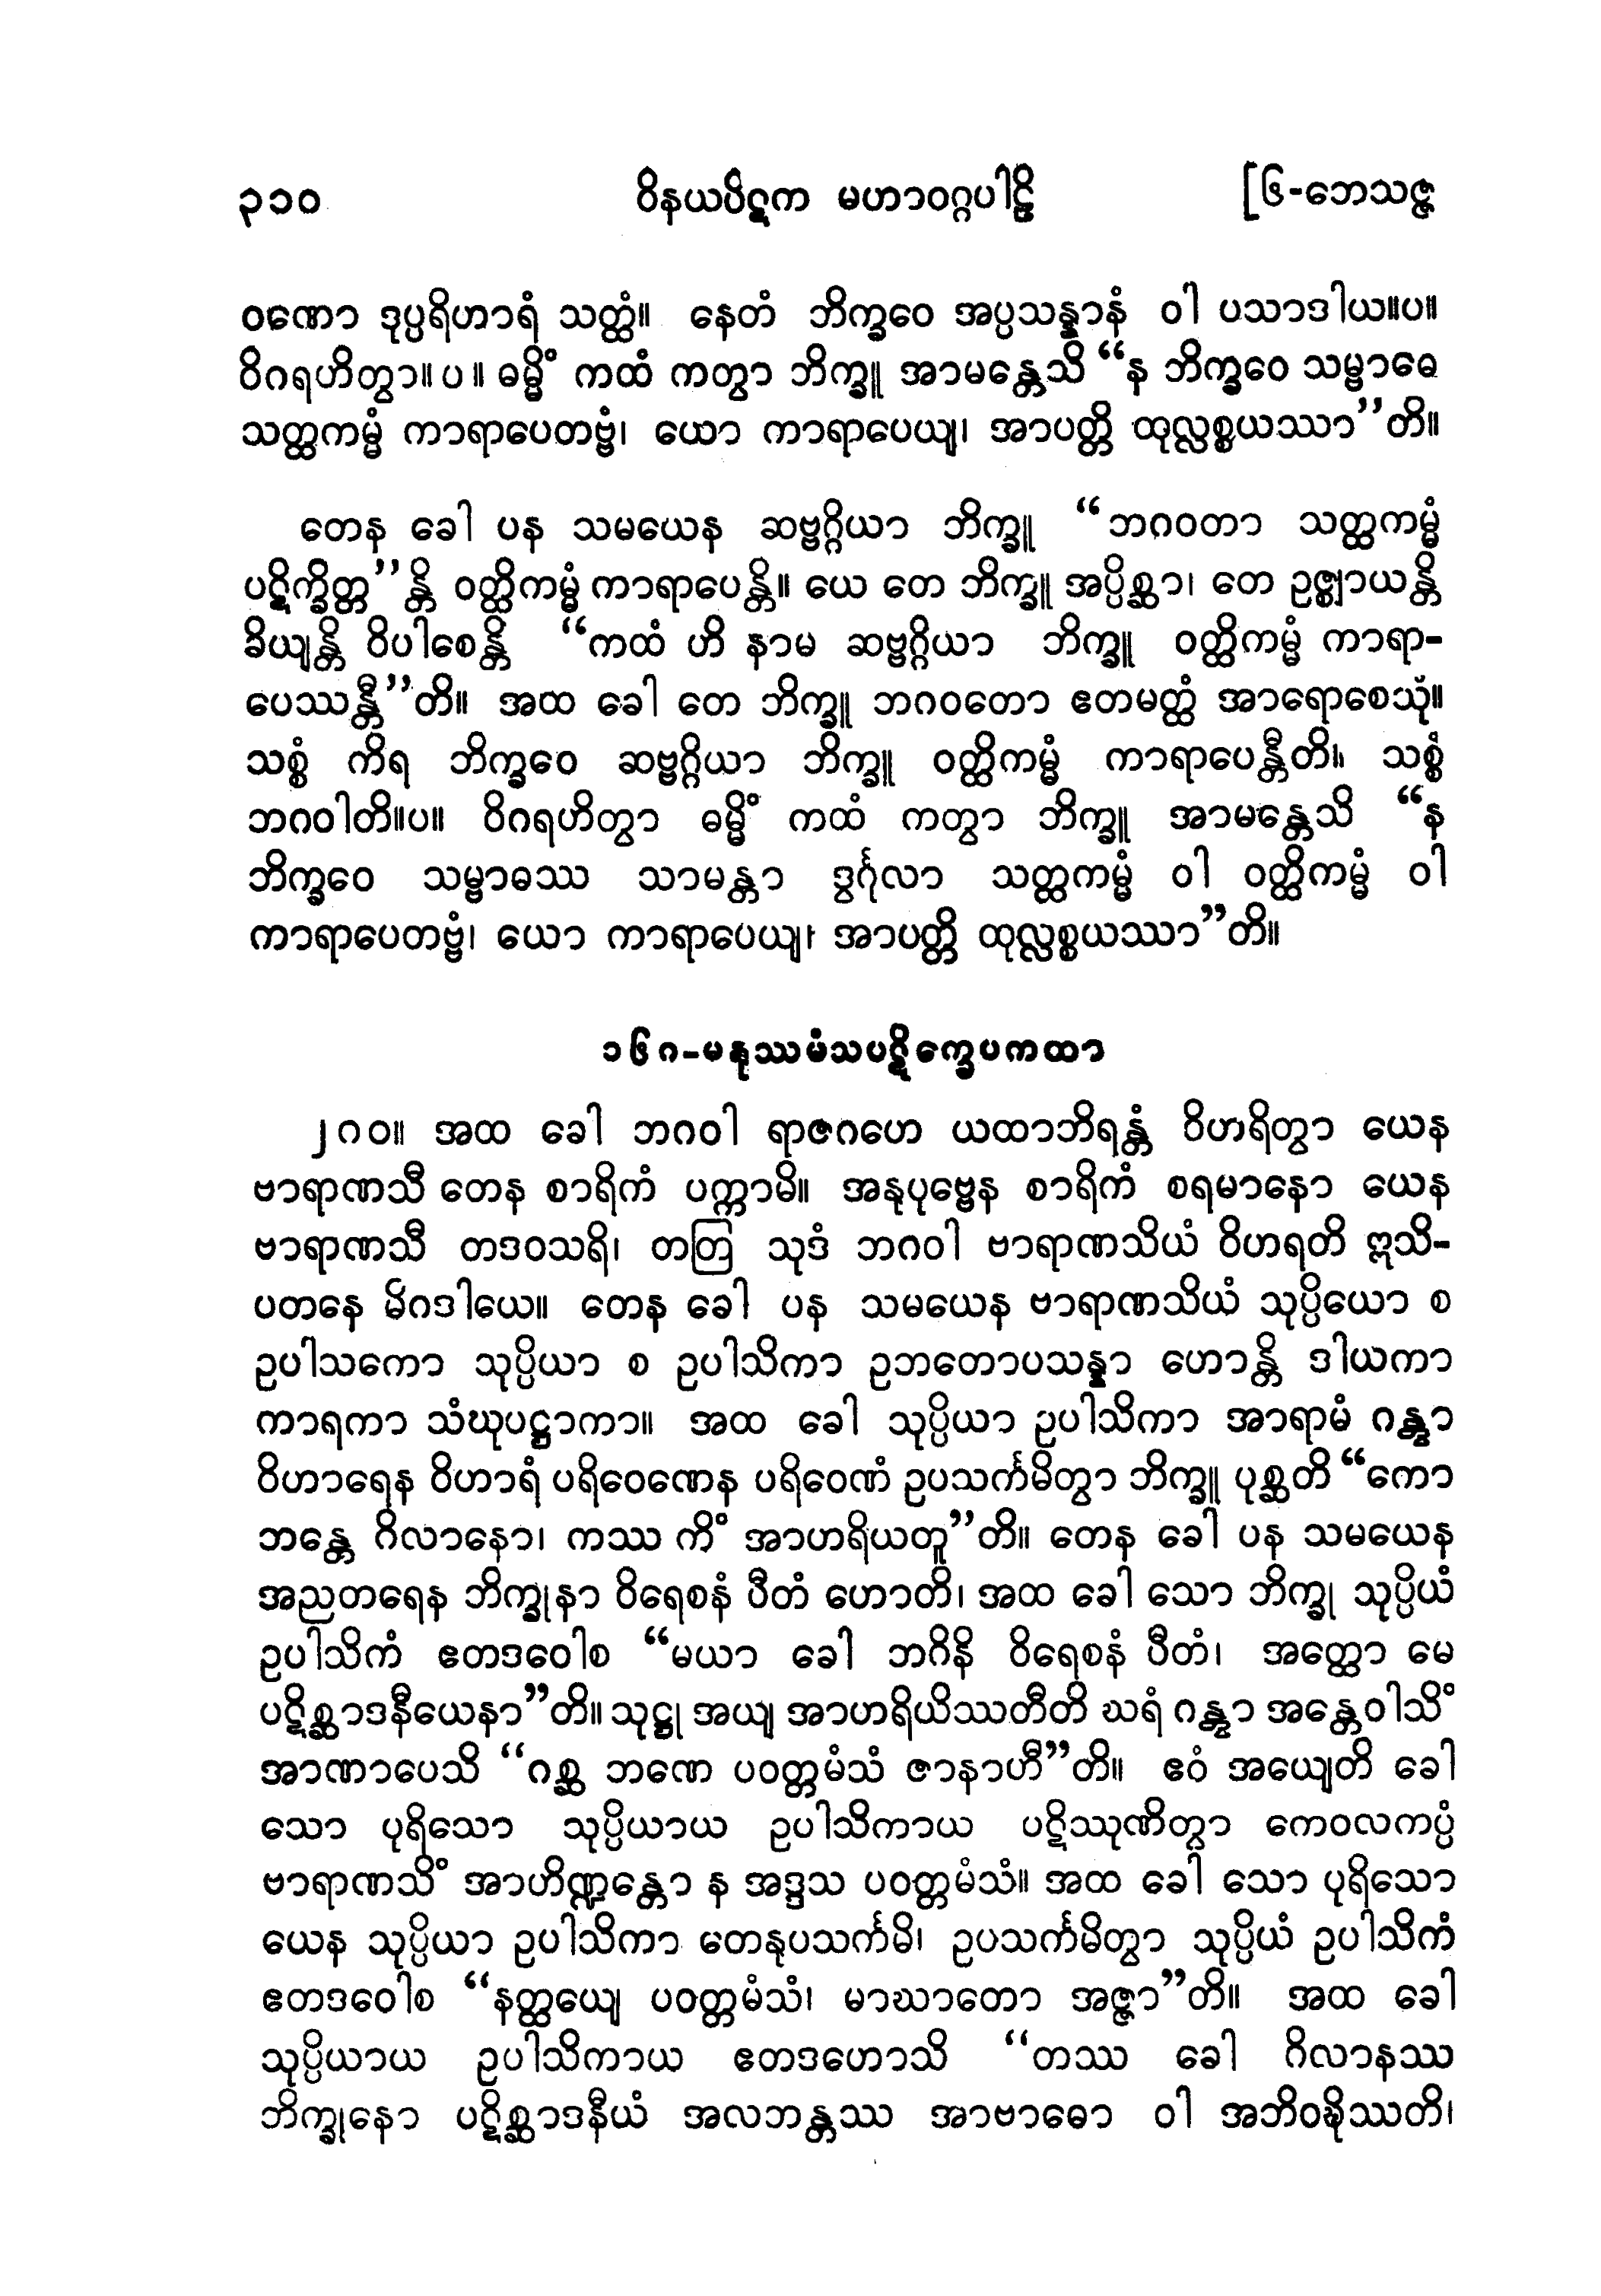 ၃၁၀ ဝိနယပိဋက မဟာဝဂ္ဂပါဠိ [၆-ဘေသဇ္ဇ
ဝဏော ဒုပ္ပရိဟာရံ သတ္ထံ။ နေတံ ဘိက္ခဝေ အပ္ပသန္နာနံ ဝါ ပသာဒါယ။ပ။
ဝိဂရဟိတွာ။ပ။ ဓမ္မိံ ကထံ ကတွာ ဘိက္ခူ အာမန္တေသိ “န ဘိက္ခဝေ သမ္ဗာဓေ
သတ္ထကမ္မံ ကာရာပေတဗ္ဗံ၊ ယော ကာရာပေယျ၊ အာပတ္တိ ထုလ္လစ္စယဿာ”တိ။
တေန ခေါ ပန သမယေန ဆဗ္ဗဂ္ဂိယာ ဘိက္ခူ “ဘဂဝတာ သတ္ထကမ္မံ
ပဋိက္ခိတ္တ”န္တိ ဝတ္ထိကမ္မံ ကာရာပေန္တိ။ ယေ တေ ဘိက္ခူ အပ္ပိစ္ဆာ၊ တေ ဥဇ္ဈာယန္တိ
ခိယျန္တိ ဝိပါစေန္တိ “ကထံ ဟိ နာမ ဆဗ္ဗဂ္ဂိယာ ဘိက္ခူ ဝတ္ထိကမ္မံ ကာရာ-
ပေဿန္တီ”တိ။ အထ ခေါ တေ ဘိက္ခူ ဘဂဝတော ဧတမတ္ထံ အာရောစေသုံ။
သစ္စံ ကိရ ဘိက္ခဝေ ဆဗ္ဗဂ္ဂိယာ ဘိက္ခူ ဝတ္ထိကမ္မံ ကာရာပေန္တီတိ။ သစ္စံ
ဘဂဝါတိ။ပ။ ဝိဂရဟိတွာ ဓမ္မိံ ကထံ ကတွာ ဘိက္ခူ အာမန္တေသိ “န
ဘိက္ခဝေ သမ္ဗာဓဿ သာမန္တာ ဒွင်္ဂုလာ သတ္ထကမ္မံ ဝါ ဝတ္ထိကမ္မံ ဝါ
ကာရာပေတဗ္ဗံ၊ ယော ကာရာပေယျ၊ အာပတ္တိ ထုလ္လစ္စယဿာ”တိ။
၁၆ဂ-မနုဿမံသပဋိက္ခေပကထာ
၂၈၀။ အထ ခေါ ဘဂဝါ ရာဇဂဟေ ယထာဘိရန္တံ ဝိဟရိတွာ ယေန
ဗာရာဏသီ တေန စာရိကံ ပက္ကာမိ။ အနုပုဗ္ဗေန စာရိကံ စရမာနော ယေန
ဗာရာဏသီ တဒဝသရိ၊ တတြ သုဒံ ဘဂဝါ ဗာရာဏသိယံ ဝိဟရတိ ဣသိ-
ပတနေ မိဂဒါယေ။ တေန ခေါ ပန သမယေန ဗာရာဏသိယံ သုပ္ပိယော စ
ဥပါသကော သုပ္ပိယာ စ ဥပါသိကာ ဥဘတောပသန္နာ ဟောန္တိ ဒါယကာ
ကာရကာ သံဃုပဋ္ဌာကာ။ အထ ခေါ သုပ္ပိယာ ဥပါသိကာ အာရာမံ ဂန္တွာ
ဝိဟာရေန ဝိဟာရံ ပရိဝေဏေန ပရိဝေဏံ ဥပသင်္ကမိတွာ ဘိက္ခူ ပုစ္ဆတိ “ကော
ဘန္တေ ဂိလာနော၊ ကဿ ကိံ အာဟရိယတူ”တိ။ တေန ခေါ ပန သမယေန
အညတရေန ဘိက္ခုနာ ဝိရေစနံ ပီတံ ဟောတိ၊ အထ ခေါ သော ဘိက္ခု သုပ္ပိယံ
ဥပါသိကံ ဧတဒဝေါစ “မယာ ခေါ ဘဂိနိ ဝိရေစနံ ပီတံ၊ အတ္ထော မေ
ပဋိစ္ဆာဒနီယေနာ”တိ။ သုဋ္ဌု အယျ အာဟရိယိဿတီတိ ဃရံ ဂန္တွာ အန္တေဝါသိံ
အာဏာပေသိ “ဂစ္ဆ ဘဏေ ပဝတ္တမံသံ ဇာနာဟီ”တိ။ ဧဝံ အယျေတိ ခေါ
သော ပုရိသော သုပ္ပိယာယ ဥပါသိကာယ ပဋိဿုဏိတွာ ကေဝလကပ္ပံ
ဗာရာဏသိံ အာဟိဏ္ဍန္တော န အဒ္ဒသ ပဝတ္တမံသံ။ အထ ခေါ သော ပုရိသော
ယေန သုပ္ပိယာ ဥပါသိကာ တေနုပသင်္ကမိ၊ ဥပသင်္ကမိတွာ သုပ္ပိယံ ဥပါသိကံ
ဧတဒဝေါစ “နတ္ထယျေ ပဝတ္တမံသံ၊ မာဃာတော အဇ္ဇာ”တိ။ အထ ခေါ
သုပ္ပိယာယ ဥပါသိကာယ ဧတဒဟောသိ “တဿ ခေါ ဂိလာနဿ
ဘိက္ခုနော ပဋိစ္ဆာဒနီယံ အလဘန္တဿ အာဗာဓော ဝါ အဘိဝဍ္ဎိဿတိ၊